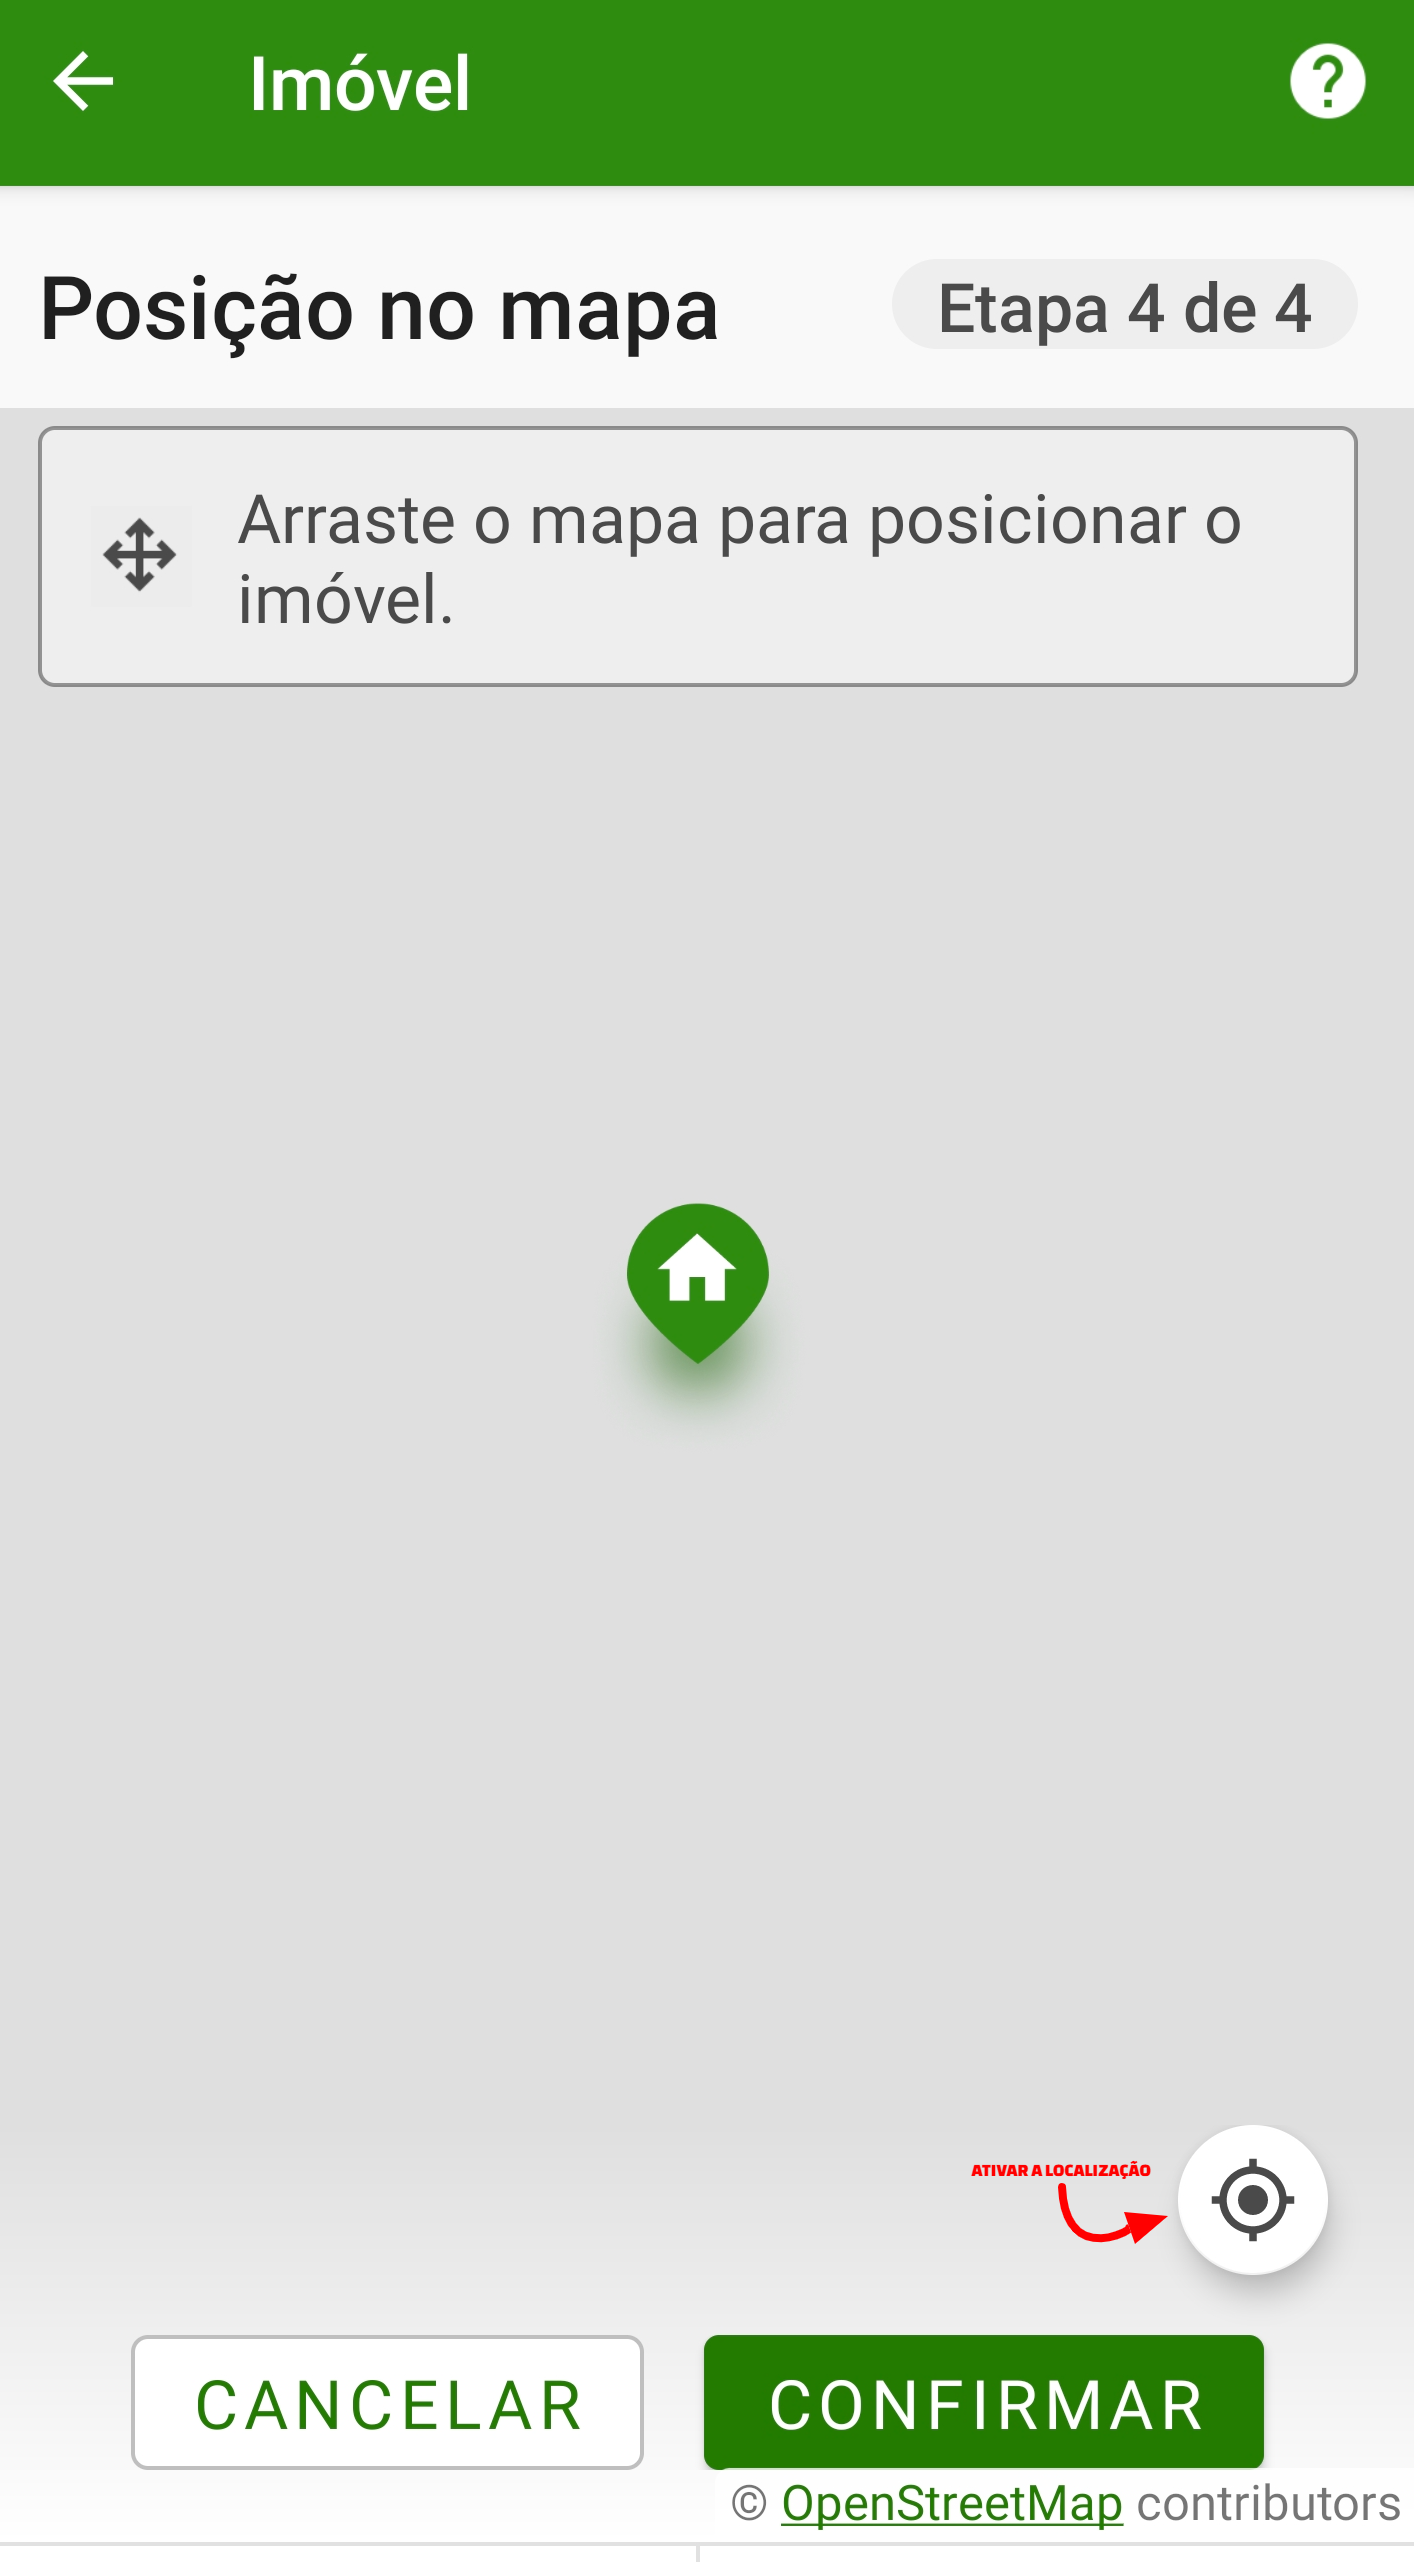 Imóvel
Posição no mapa
Etapa 4 de 4
Arraste o mapa para posicionar o
imóvel.
ATIVAR A LOCALIZAÇÃO
CANCELAR
CONFIRMAR
© OpenStreetMap contributors